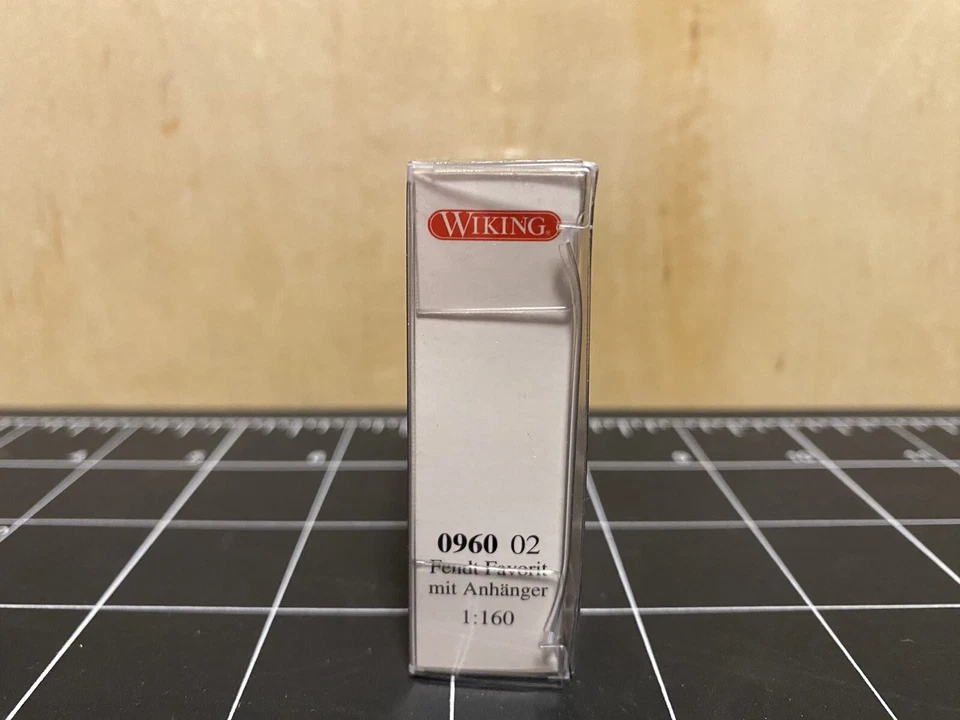 WIKING®
0960 02
Fendt Favorit
mit Anhänger
1:160